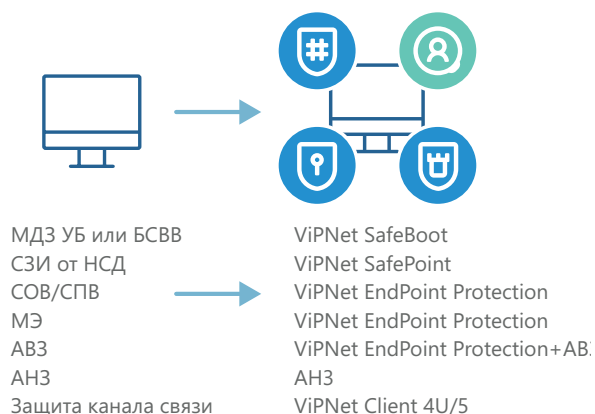 #
МДЗ УБ или БСВВ
ViPNet SafeBoot
СЗИ от НСД
ViPNet SafePoint
СОВ/СПВ
ViPNet EndPoint Protection
МЭ
ViPNet EndPoint Protection
АВЗ
ViPNet EndPoint Protection+АВЗ
АНЗ
АНЗ
Защита канала связи
ViPNet Client 4U/5